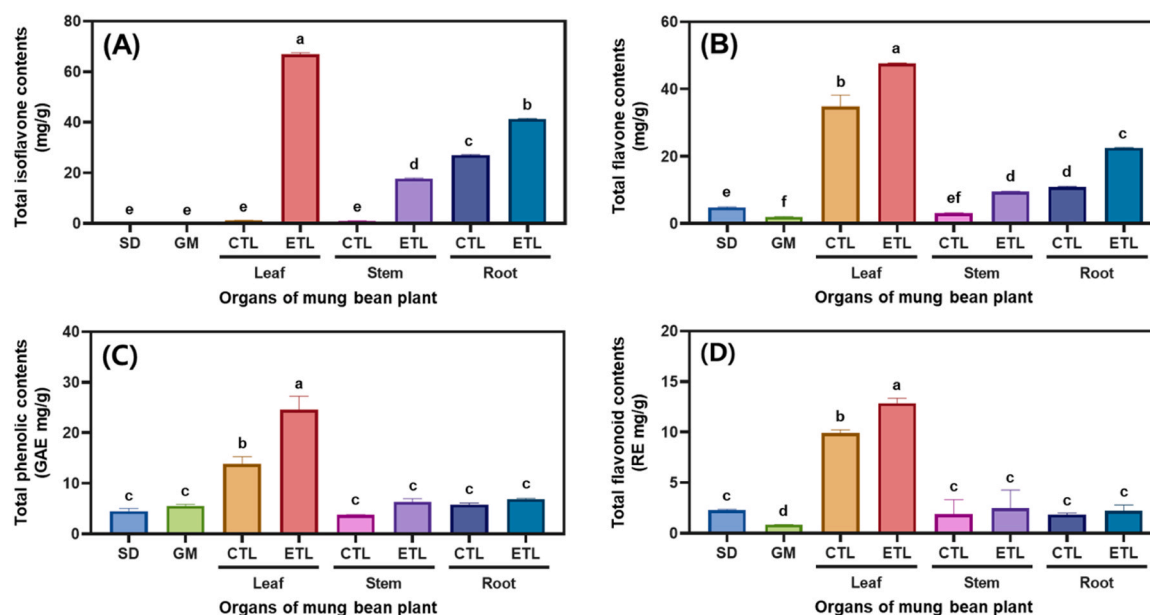 (A)
Total isoflavone contents
(mg/g)
80
60
40
20
0
e e e a e d c b
SD GM CTL ETL CTL ETL CTL ETL
Leaf Stem Root
Organs of mung bean plant
(B)
Total flavone contents
(mg/g)
60
40
20
0
e f b a ef d d c
SD GM CTL ETL CTL ETL CTL ETL
Leaf Stem Root
Organs of mung bean plant
(C)
Total phenolic contents
(GAE mg/g)
40
30
20
10
0
c c b a c c c c
SD GM CTL ETL CTL ETL CTL ETL
Leaf Stem Root
Organs of mung bean plant
(D)
Total flavonoid contents
(RE mg/g)
20
15
10
5
0
c d b a c c c c
SD GM CTL ETL CTL ETL CTL ETL
Leaf Stem Root
Organs of mung bean plant